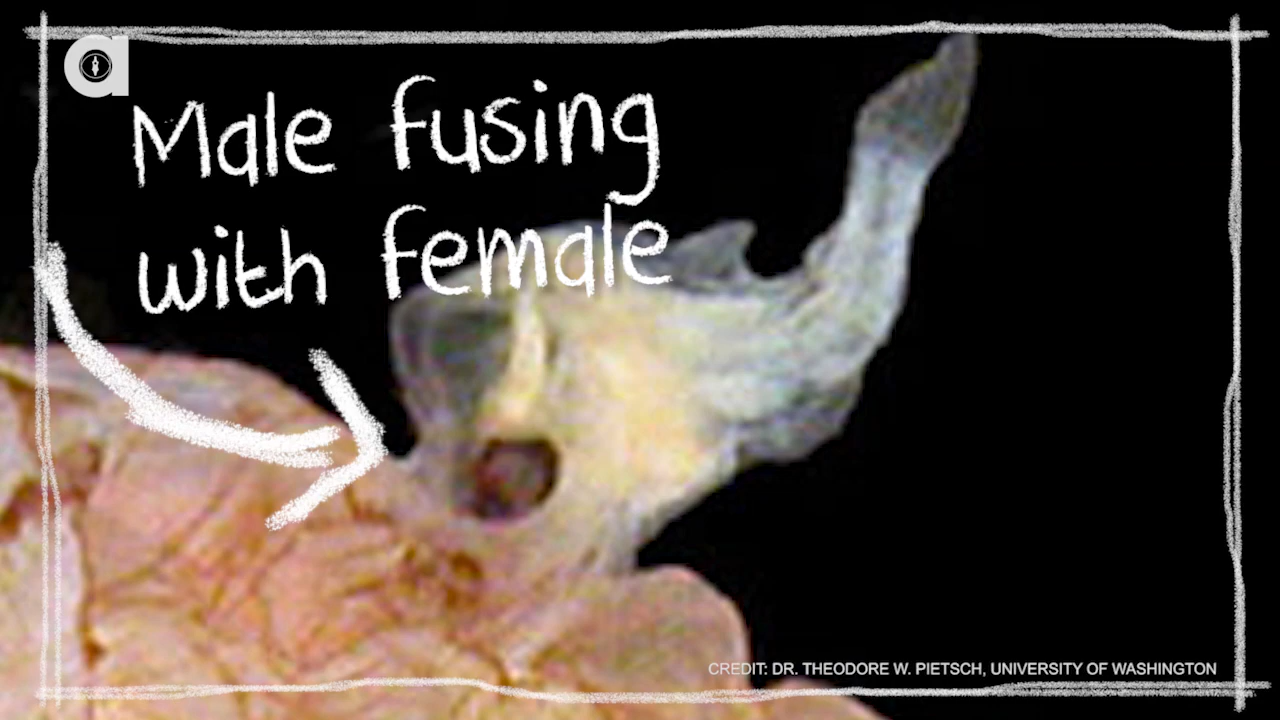 a
Male fusing
with female
CREDIT: DR. THEODORE W. PIETSCH, UNIVERSITY OF WASHINGTON